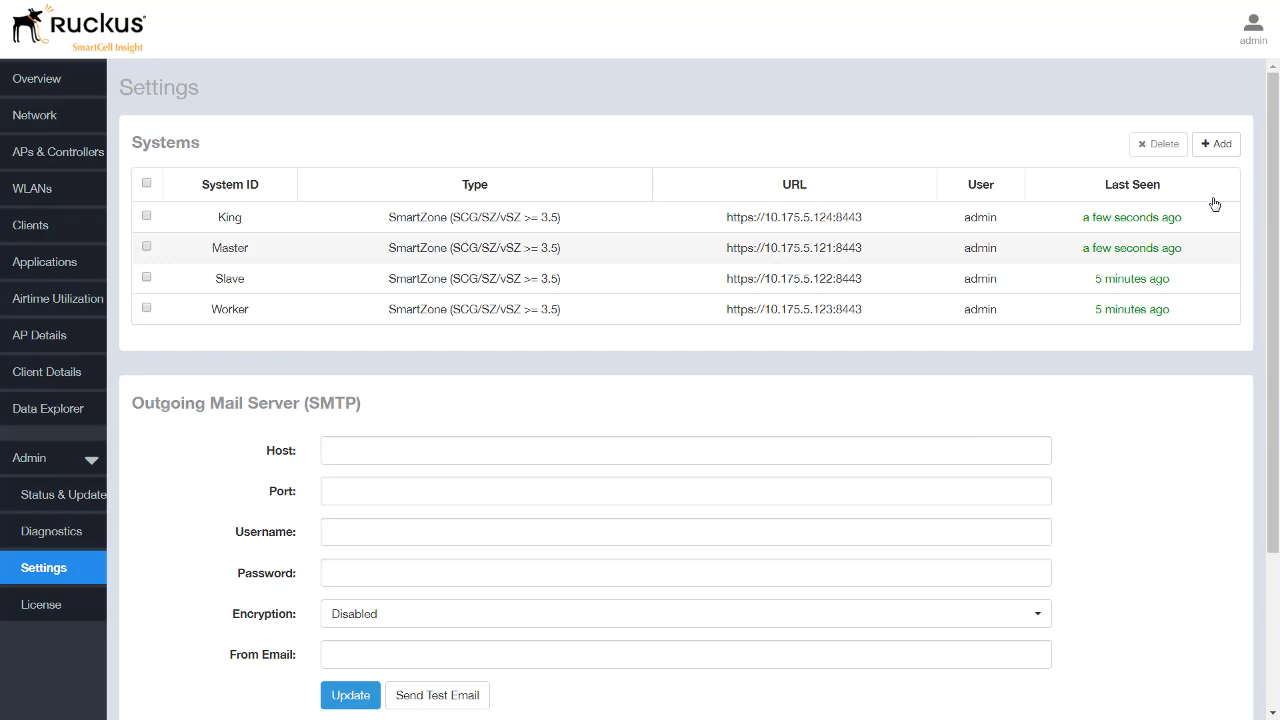 Ruckus
SmartCell Insight
admin
Overview
Network
APs & Controllers
WLANs
Clients
Applications
Airtime Utilization
AP Details
Client Details
Data Explorer
Admin
Status & Update
Diagnostics
Settings
License
Settings
Systems
Delete
Add
System ID Type URL User Last Seen
King SmartZone (SCG/SZ/vSZ >= 3.5) https://10.175.5.124:8443 admin a few seconds ago
Master SmartZone (SCG/SZ/vSZ >= 3.5) https://10.175.5.121:8443 admin a few seconds ago
Slave SmartZone (SCG/SZ/vSZ >= 3.5) https://10.175.5.122:8443 admin 5 minutes ago
Worker SmartZone (SCG/SZ/vSZ >= 3.5) https://10.175.5.123:8443 admin 5 minutes ago
Outgoing Mail Server (SMTP)
Host:
Port:
Username:
Password:
Encryption: Disabled
From Email:
Update Send Test Email